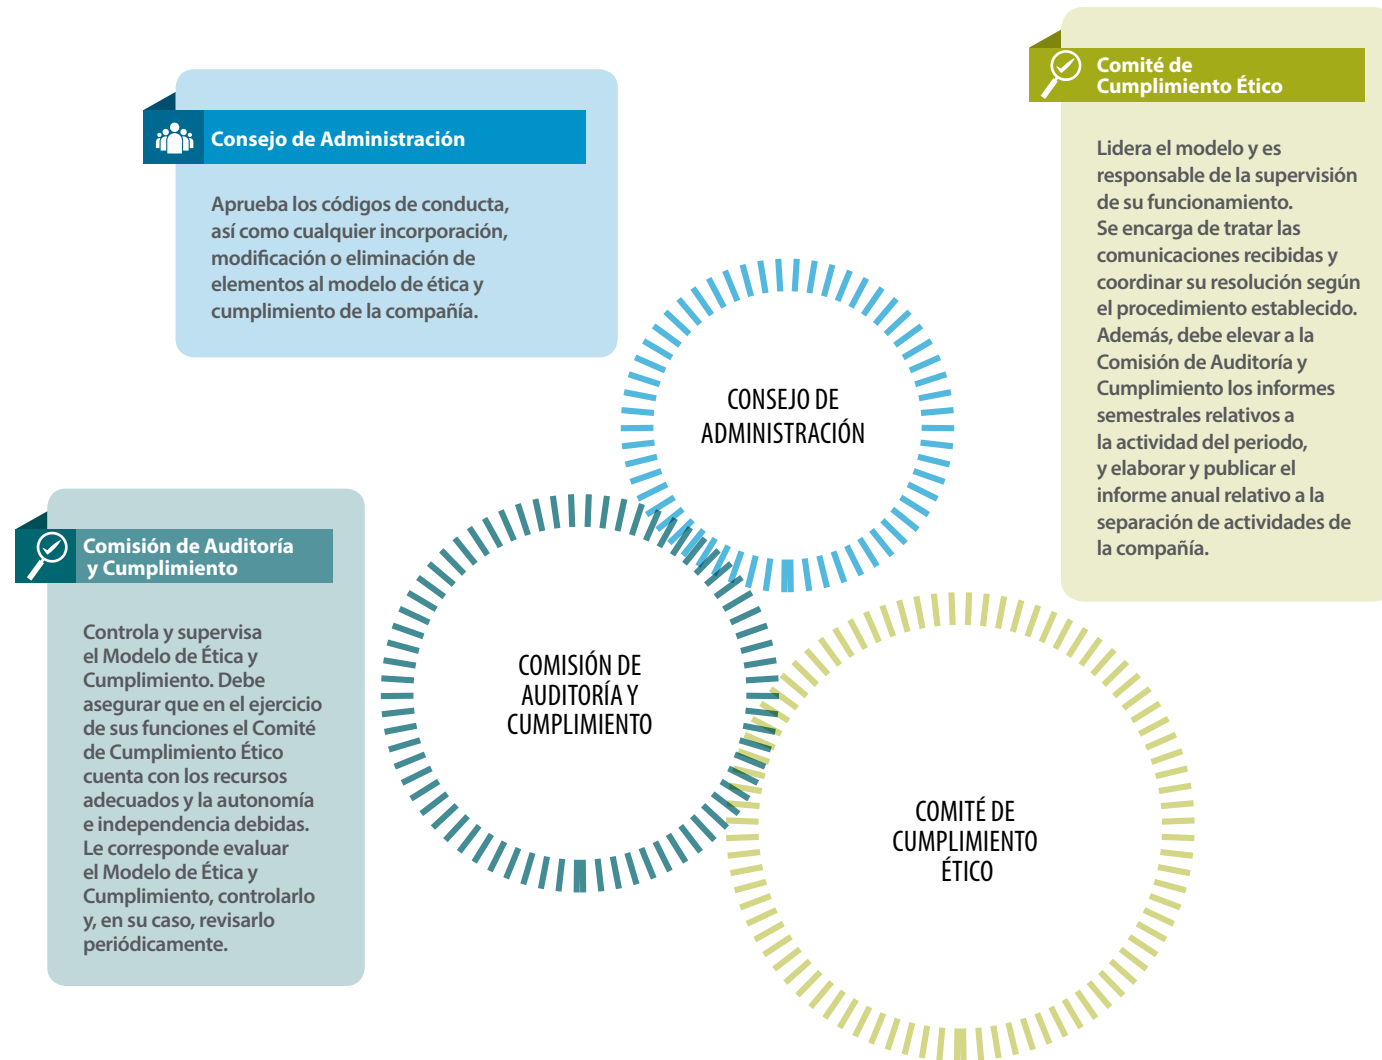 Consejo de Administración
Aprueba los códigos de conducta,
así como cualquier incorporación,
modificación o eliminación de
elementos al modelo de ética y
cumplimiento de la compañía.
Comité de
Cumplimiento Ético
Lidera el modelo y es
responsable de la supervisión
de su funcionamiento.
Se encarga de tratar las
comunicaciones recibidas y
coordinar su resolución según
el procedimiento establecido.
Además, debe elevar a la
Comisión de Auditoría y
Cumplimiento los informes
semestrales relativos a
la actividad del periodo,
y elaborar y publicar el
informe anual relativo a la
separación de actividades de
la compañía.
CONSEJO DE
ADMINISTRACIÓN
Comisión de Auditoría
y Cumplimiento
Controla y supervisa
el Modelo de Ética y
Cumplimiento. Debe
asegurar que en el ejercicio
de sus funciones el Comité
de Cumplimiento Ético
cuenta con los recursos
adecuados y la autonomía
e independencia debidas.
Le corresponde evaluar
el Modelo de Ética y
Cumplimiento, controlarlo
y, en su caso, revisarlo
periódicamente.
COMISIÓN DE
AUDITORÍA Y
CUMPLIMIENTO
COMITÉ DE
CUMPLIMIENTO
ÉTICO